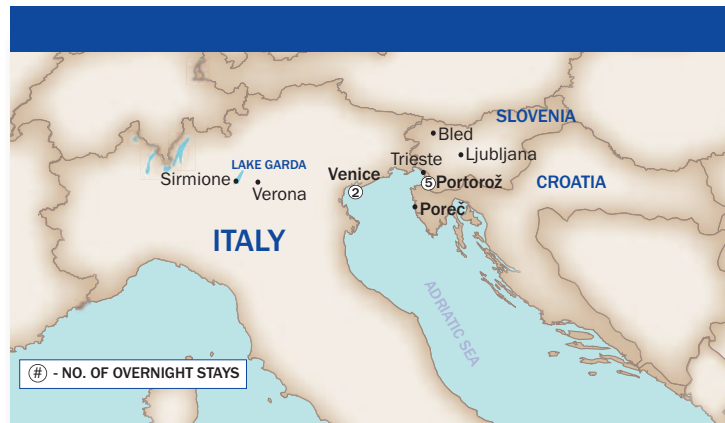 SLOVENIA
Bled
Ljubljana
Trieste
LAKE GARDA
Venice
② 
⑤
Portorož
CROATIA
Sirmione
Verona
Poreč
ITALY
ADRIATIC SEA
(#) - NO. OF OVERNIGHT STAYS